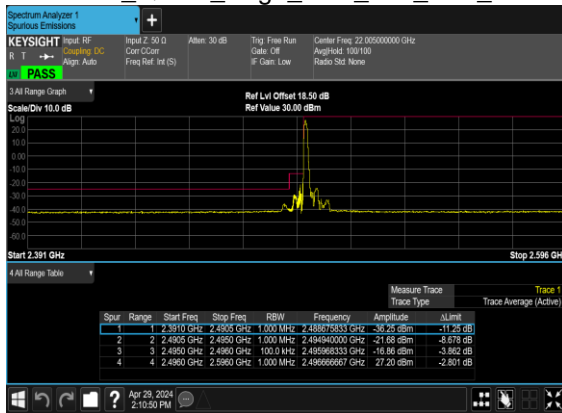 Spectrum Analyzer 1
Spurious Emissions
KEYSIGHT Input: RF Input Z: 50 Ω Atten: 30 dB Trig: Free Run Center Freq: 22.005000000 GHz
R T Coupling: DC Corr CCorr Gate: Off Avg|Hold: 100/100
Align: Auto Freq Ref: Int (S) IF Gain: Low Radio Std: None
PASS
3 All Range Graph
Ref Lvl Offset 18.50 dB
Scale/Div 10.0 dB Ref Value 30.00 dBm
Log
20.0
10.0
0.00
-10.0
-20.0
-30.0
-40.0
-50.0
-60.0
Start 2.391 GHz Stop 2.596 GH
4 All Range Table
Measure Trace Trace 1
Trace Type Trace Average (Active)
Spur Range Start Freq Stop Freq RBW Frequency Amplitude ΔLimit
1 1 2.3910 GHz 2.4905 GHz 1.000 MHz 2.488675833 GHz -36.25 dBm -11.25 dB
2 2 2.4905 GHz 2.4950 GHz 1.000 MHz 2.494940000 GHz -21.68 dBm -8.678 dB
3 3 2.4950 GHz 2.4960 GHz 100.0 kHz 2.495968333 GHz -16.86 dBm -3.862 dB
4 4 2.4960 GHz 2.5960 GHz 1.000 MHz 2.496666667 GHz 27.20 dBm -2.801 dB
Apr 29, 2024
2:10:50 PM